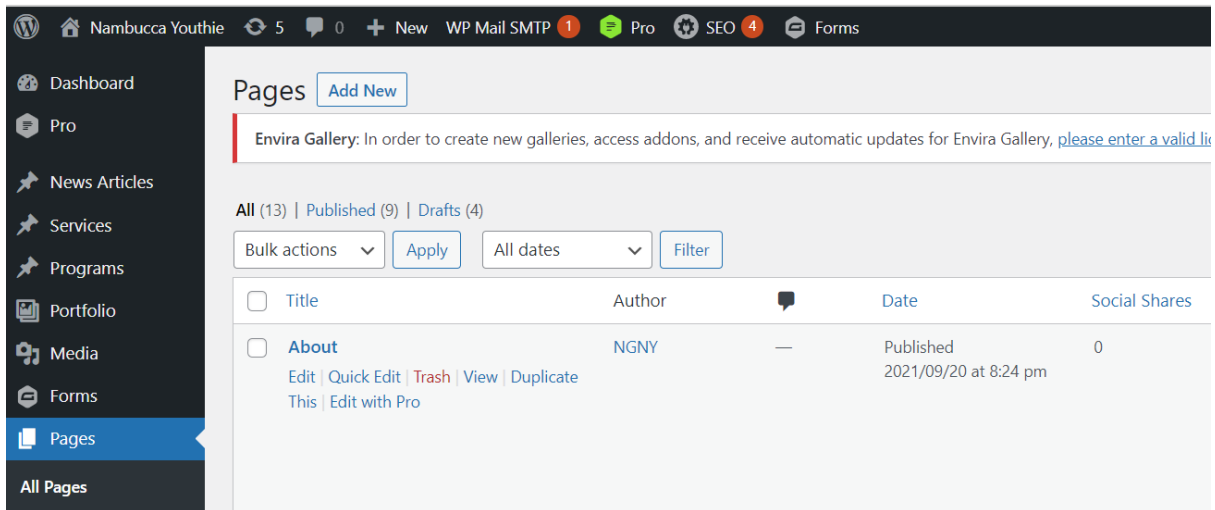 Nambucca Youthie 5 0 New WP Mail SMTP 1 Pro SEO 4 Forms
Dashboard
Pro
News Articles
Services
Programs
Portfolio
Media
Forms
Pages
All Pages
Pages Add New
Envira Gallery: In order to create new galleries, access addons, and receive automatic updates for Envira Gallery, please enter a valid
All (13) | Published (9) | Drafts (4)
Bulk actions Apply All dates Filter
Title Author Date Social Shares
About NGNY — Published 0
2021/09/20 at 8:24 pm
Edit | Quick Edit | Trash | View | Duplicate
This | Edit with Pro